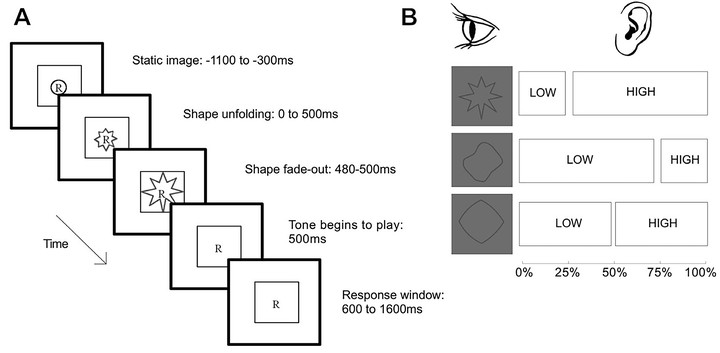 A
R
Static image: -1100 to -300ms
R
Shape unfolding: 0 to 500ms
R
Shape fade-out: 480-500ms
R
Tone begins to play:
500ms
R
Response window:
600 to 1600ms
Time
B
LOW HIGH
LOW HIGH
LOW HIGH
0% 25% 50% 75% 100%